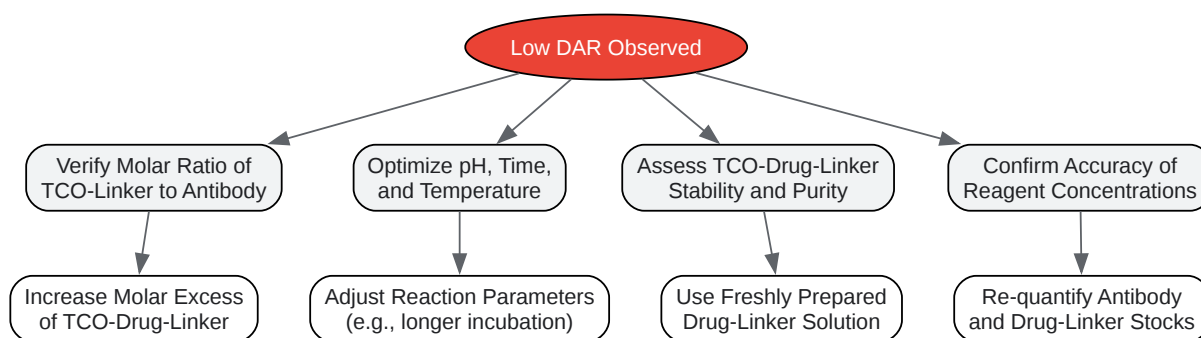 Low DAR Observed
Verify Molar Ratio of
TCO-Linker to Antibody
Optimize pH, Time,
and Temperature
Assess TCO-Drug-Linker
Stability and Purity
Confirm Accuracy of
Reagent Concentrations
Increase Molar Excess
of TCO-Drug-Linker
Adjust Reaction Parameters
(e.g., longer incubation)
Use Freshly Prepared
Drug-Linker Solution
Re-quantify Antibody
and Drug-Linker Stocks